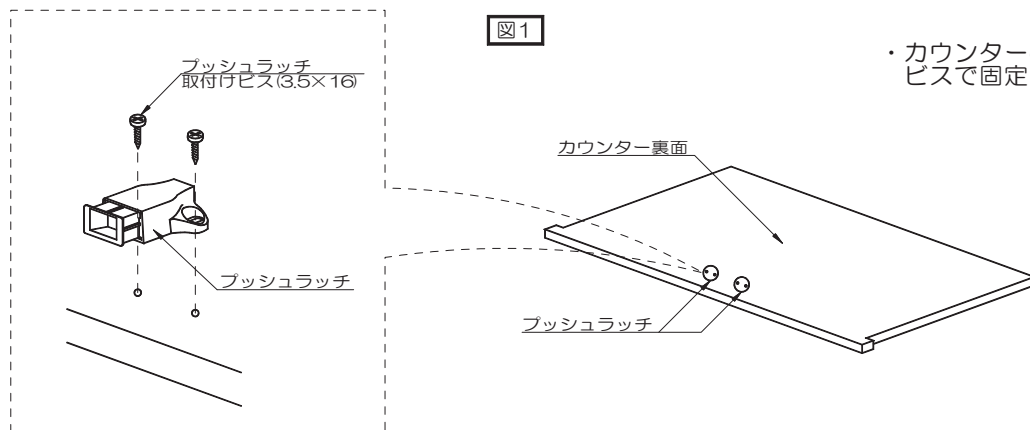 図1
・カウンター
ビスで固定
プッシュラッチ
取付けビス(3.5×16)
カウンター裏面
プッシュラッチ
プッシュラッチ